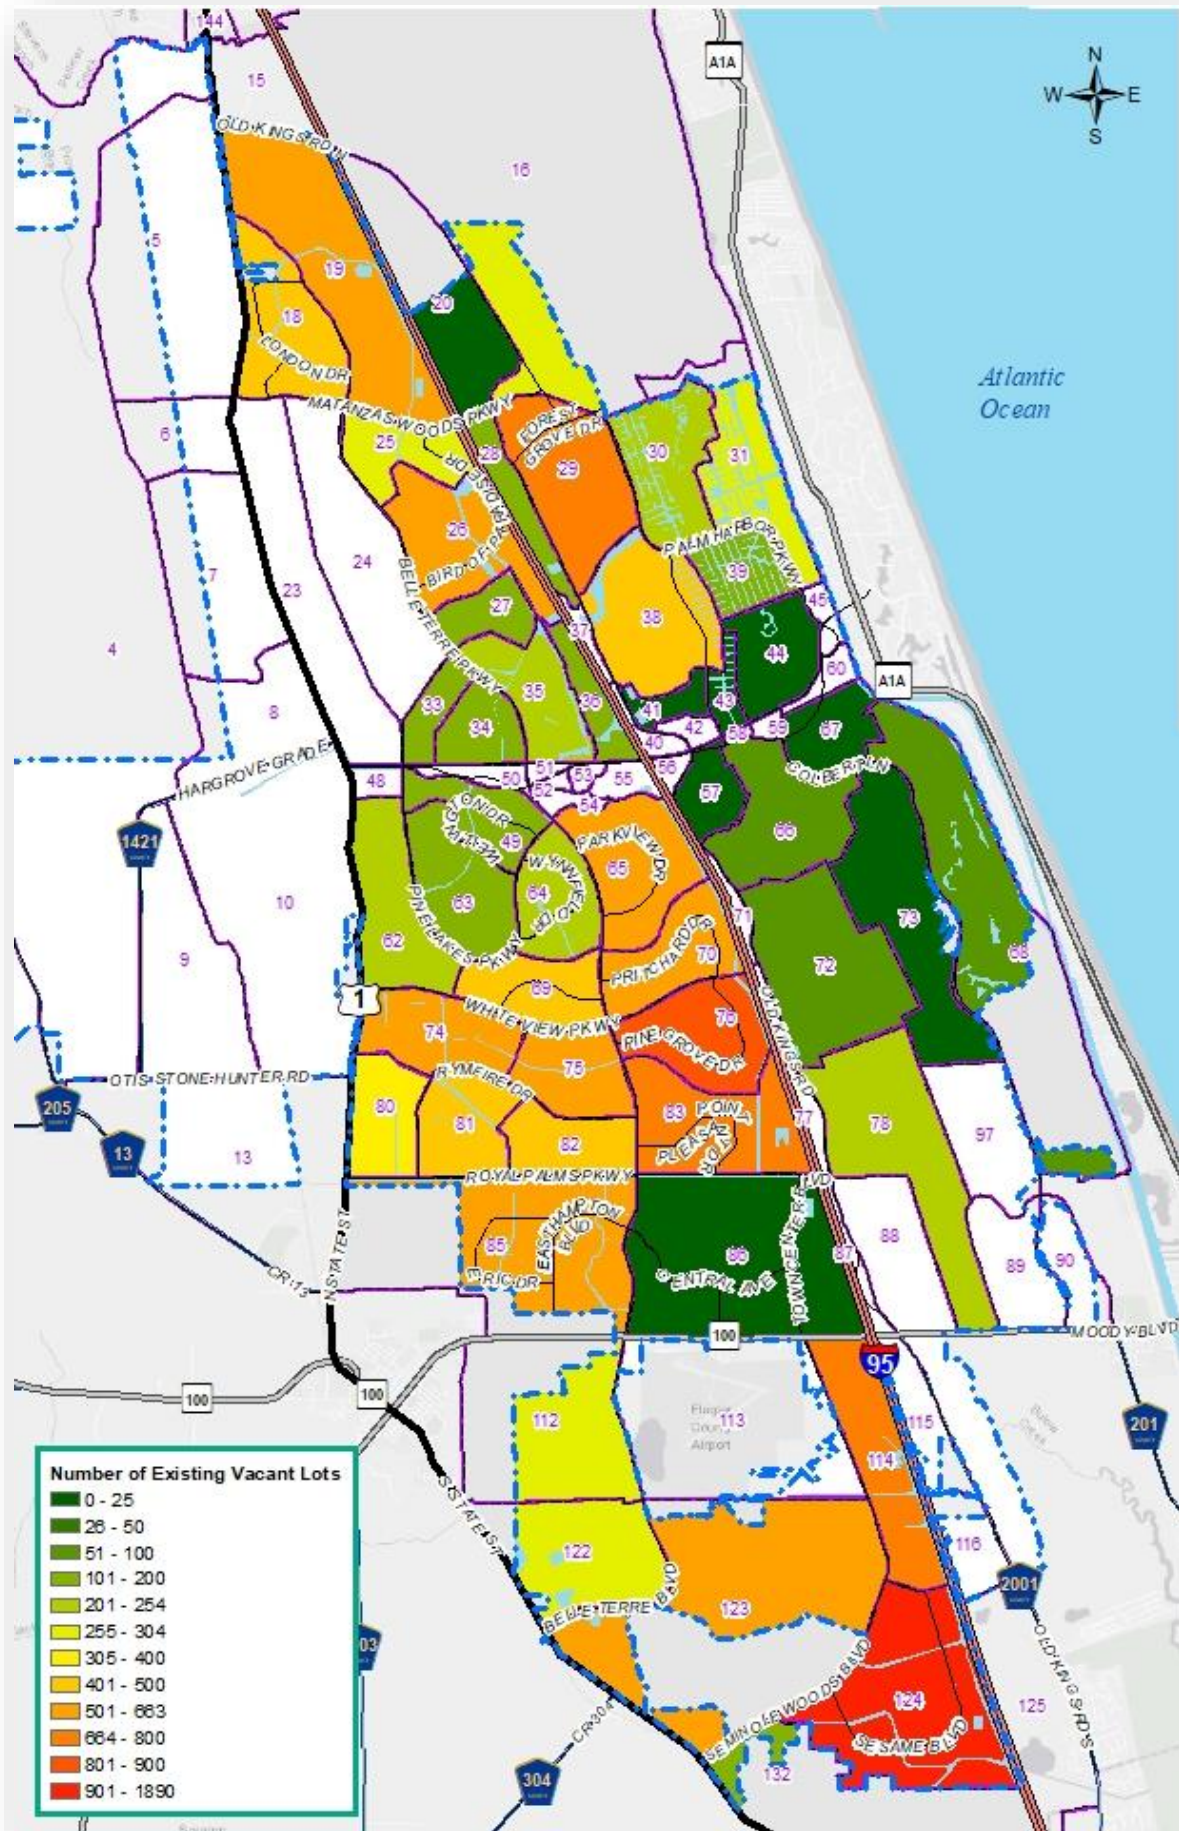 144
15
A1A
N
W E
S
OLD KINGS RD N
16
5
19
20
18
LONDON DR
Atlantic
Ocean
MATANZAS WOODS PKWY
FOREST
GROVE DR
6
25
28
29
30
31
26
BIRD OF PARADISE DR
PALM HARBOR PKWY
24
7
23
27
39
38
45
37
BELLE TERRE PKWY
4
44
60
A1A
33
34
35
36
41
43
8
42
58
59
67
40
HARGROVE GRADE
48
50
51
52
53
54
55
56
COLBERT LN
57
1421
49
66
PARKVIEW DR
WYNNFIELD DR
65
64
63
10
PINE LAKES PKWY
71
73
62
9
PRITCHARD DR
70
68
72
69
1
WHITEVIEW PKWY
74
76
PINE GROVE DR
75
OLD KINGS RD
OTIS STONE HUNTER RD
RYMFIRE DR
205
80
81
82
83
POINT
PLEASANT DR
77
78
97
13
13
ROYAL PALMS PKWY
TOWN CENTER BLVD
EASTHAMPTON
BLVD
85
ERIC DR
86
CENTRAL AVE
87
88
89
90
CR 13
N STATE ST
100
MOODY BLVD
95
100
100
112
Flagler
County
Airport
113
115
201
Bulow
Creek
114
Number of Existing Vacant Lots
0 - 25
26 - 50
51 - 100
101 - 200
201 - 254
255 - 304
305 - 400
401 - 500
501 - 663
664 - 800
801 - 900
901 - 1890
S STATE ST
116
122
2001
BELLE TERRE BLVD
123
OLD KINGS RD S
SEMINOLE WOODS BLVD
124
125
CR 304
SESAME BLVD
132
304